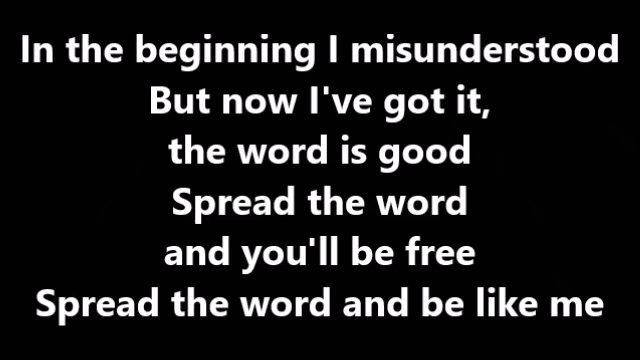 In the beginning I misunderstood
But now I've got it,
the word is good
Spread the word
and you'll be free
Spread the word and be like me